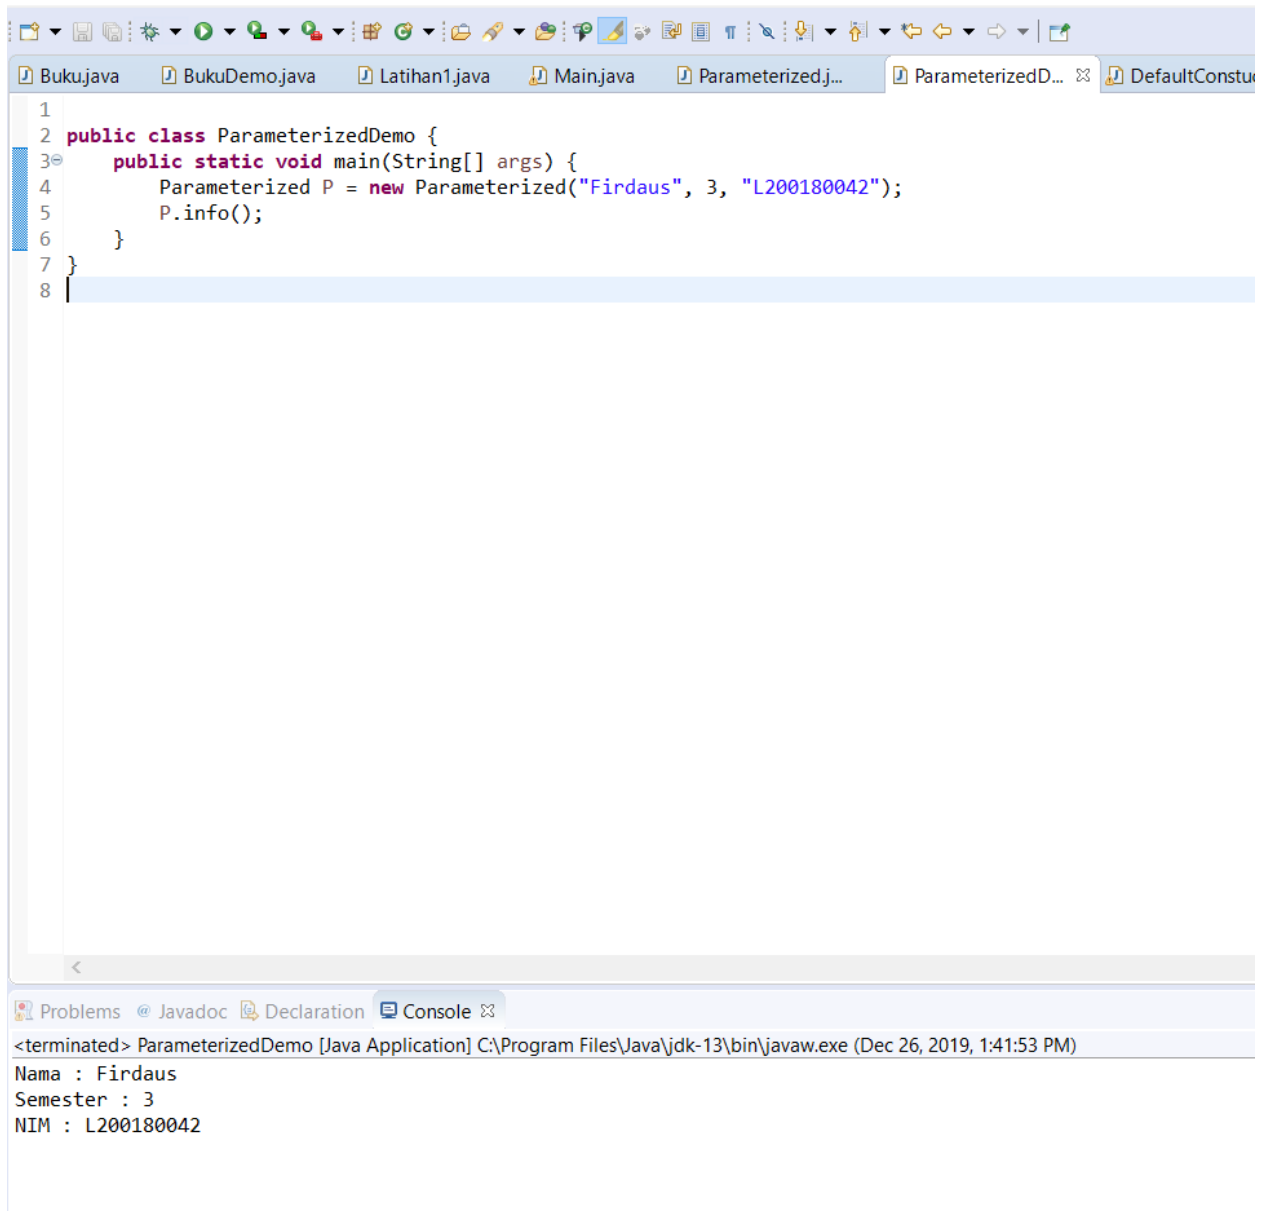 Buku.java BukuDemo.java Latihan1.java Main.java Parameterized.j... ParameterizedD... DefaultConstu
1
2 public class ParameterizedDemo {
3 public static void main(String[] args) {
4 Parameterized P = new Parameterized("Firdaus", 3, "L200180042");
5 P.info();
6 }
7 }
8
Problems @ Javadoc Declaration Console
<terminated> ParameterizedDemo [Java Application] C:\Program Files\Java\jdk-13\bin\javaw.exe (Dec 26, 2019, 1:41:53 PM)
Nama : Firdaus
Semester : 3
NIM : L200180042